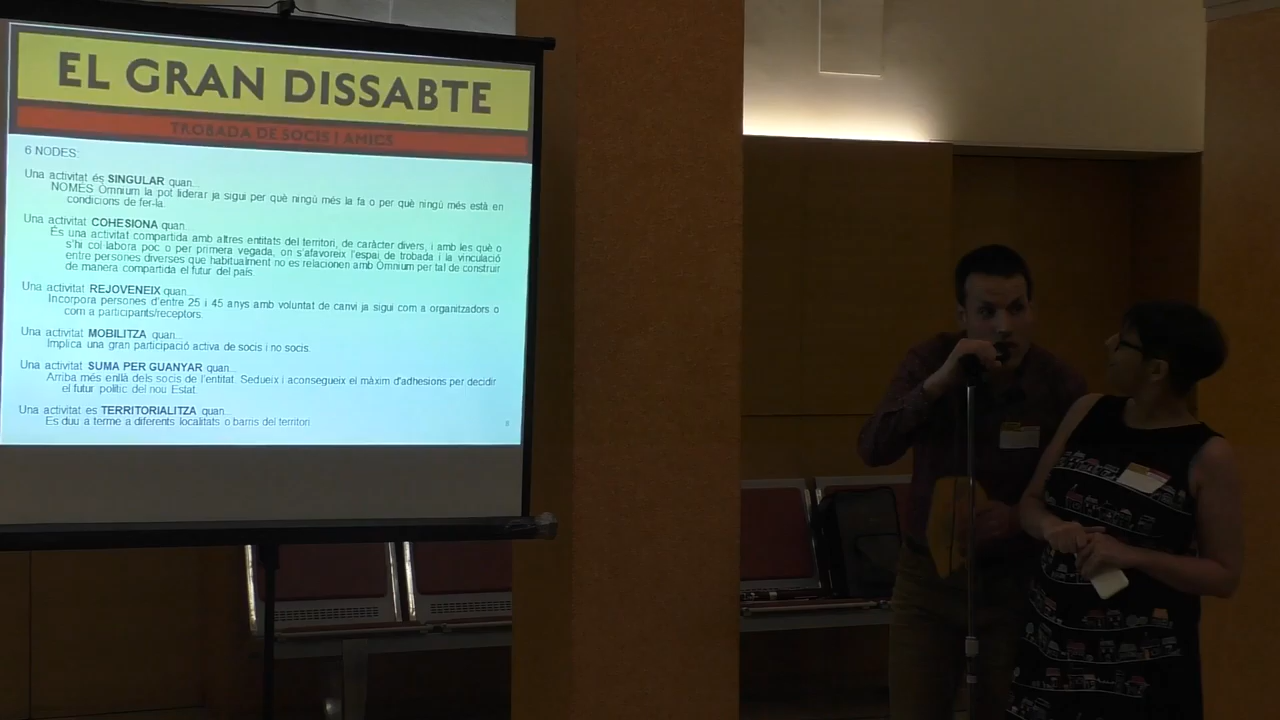 EL GRAN DISSABTE
TROBADA DE SOCIS I AMICS
6 NODES:
Una activitat és SINGULAR quan...
NOMÉS Òmnium la pot liderar ja sigui per què ningú més la fa o per què ningú més està en
condicions de fer-la.
Una activitat COHESIONA quan...
És una activitat compartida amb altres entitats del territori, de caràcter divers, i amb les què o
s'hi col·labora poc o per primera vegada, on s'afavoreix l'espai de trobada i la vinculació
entre persones diverses que habitualment no es relacionen amb Òmnium per tal de construir
de manera compartida el futur del país.
Una activitat REJOVENEIX quan...
Incorpora persones d'entre 25 i 45 anys amb voluntat de canvi ja sigui com a organitzadors o
com a participants/receptors.
Una activitat MOBILITZA quan...
Implica una gran participació activa de socis i no socis.
Una activitat SUMA PER GUANYAR quan...
Arriba més enllà dels socis de l'entitat. Sedueix i aconsegueix el màxim d'adhesions per decidir
el futur polític del nou Estat.
Una activitat es TERRITORIALITZA quan...
Es duu a terme a diferents localitats o barris del territori